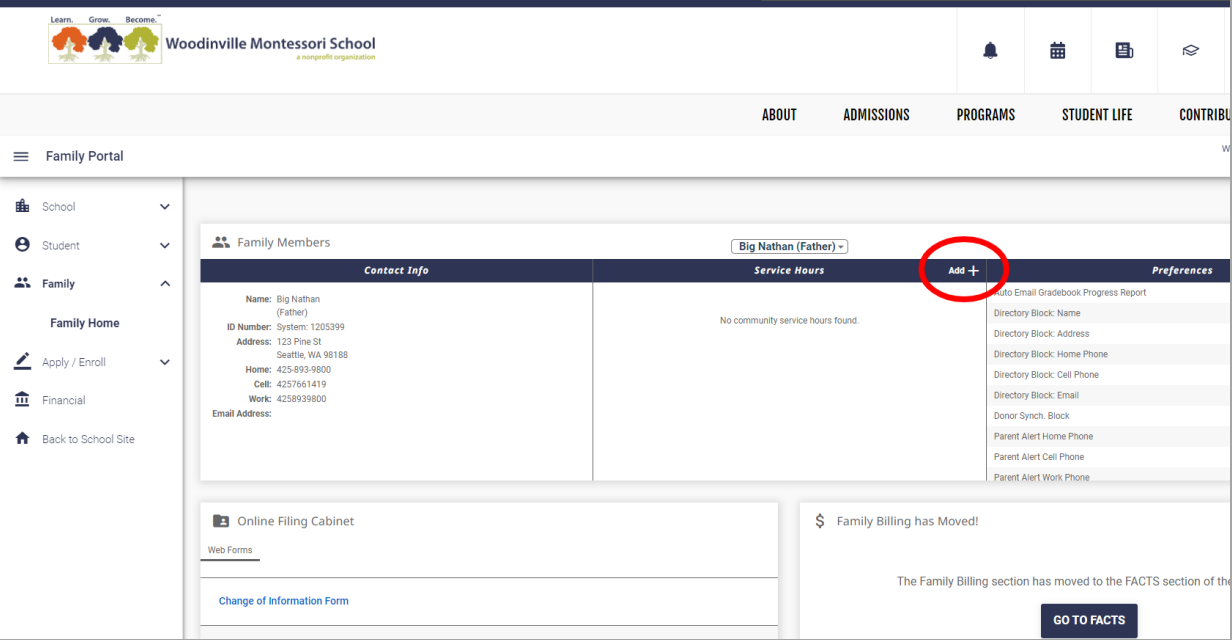 Learn. Grow. Become.™
Woodinville Montessori School
a nonprofit organization
ABOUT ADMISSIONS PROGRAMS STUDENT LIFE CONTRIBU
Family Portal
W
School
Student
Family
Family Home
Apply / Enroll
Financial
Back to School Site
Family Members
Big Nathan (Father)
Contact Info
Name: Big Nathan
(Father)
ID Number: System: 1205399
Address: 123 Pine St
Seattle, WA 98188
Home: 425-893-9800
Cell: 4257661419
Work: 4258939800
Email Address:
Service Hours Add +
No community service hours found.
Preferences
Auto Email Gradebook Progress Report
Directory Block: Name
Directory Block: Address
Directory Block: Home Phone
Directory Block: Cell Phone
Directory Block: Email
Donor Synch. Block
Parent Alert Home Phone
Parent Alert Cell Phone
Parent Alert Work Phone
Online Filing Cabinet
Web Forms
Change of Information Form
$ Family Billing has Moved!
The Family Billing section has moved to the FACTS section of the
GO TO FACTS